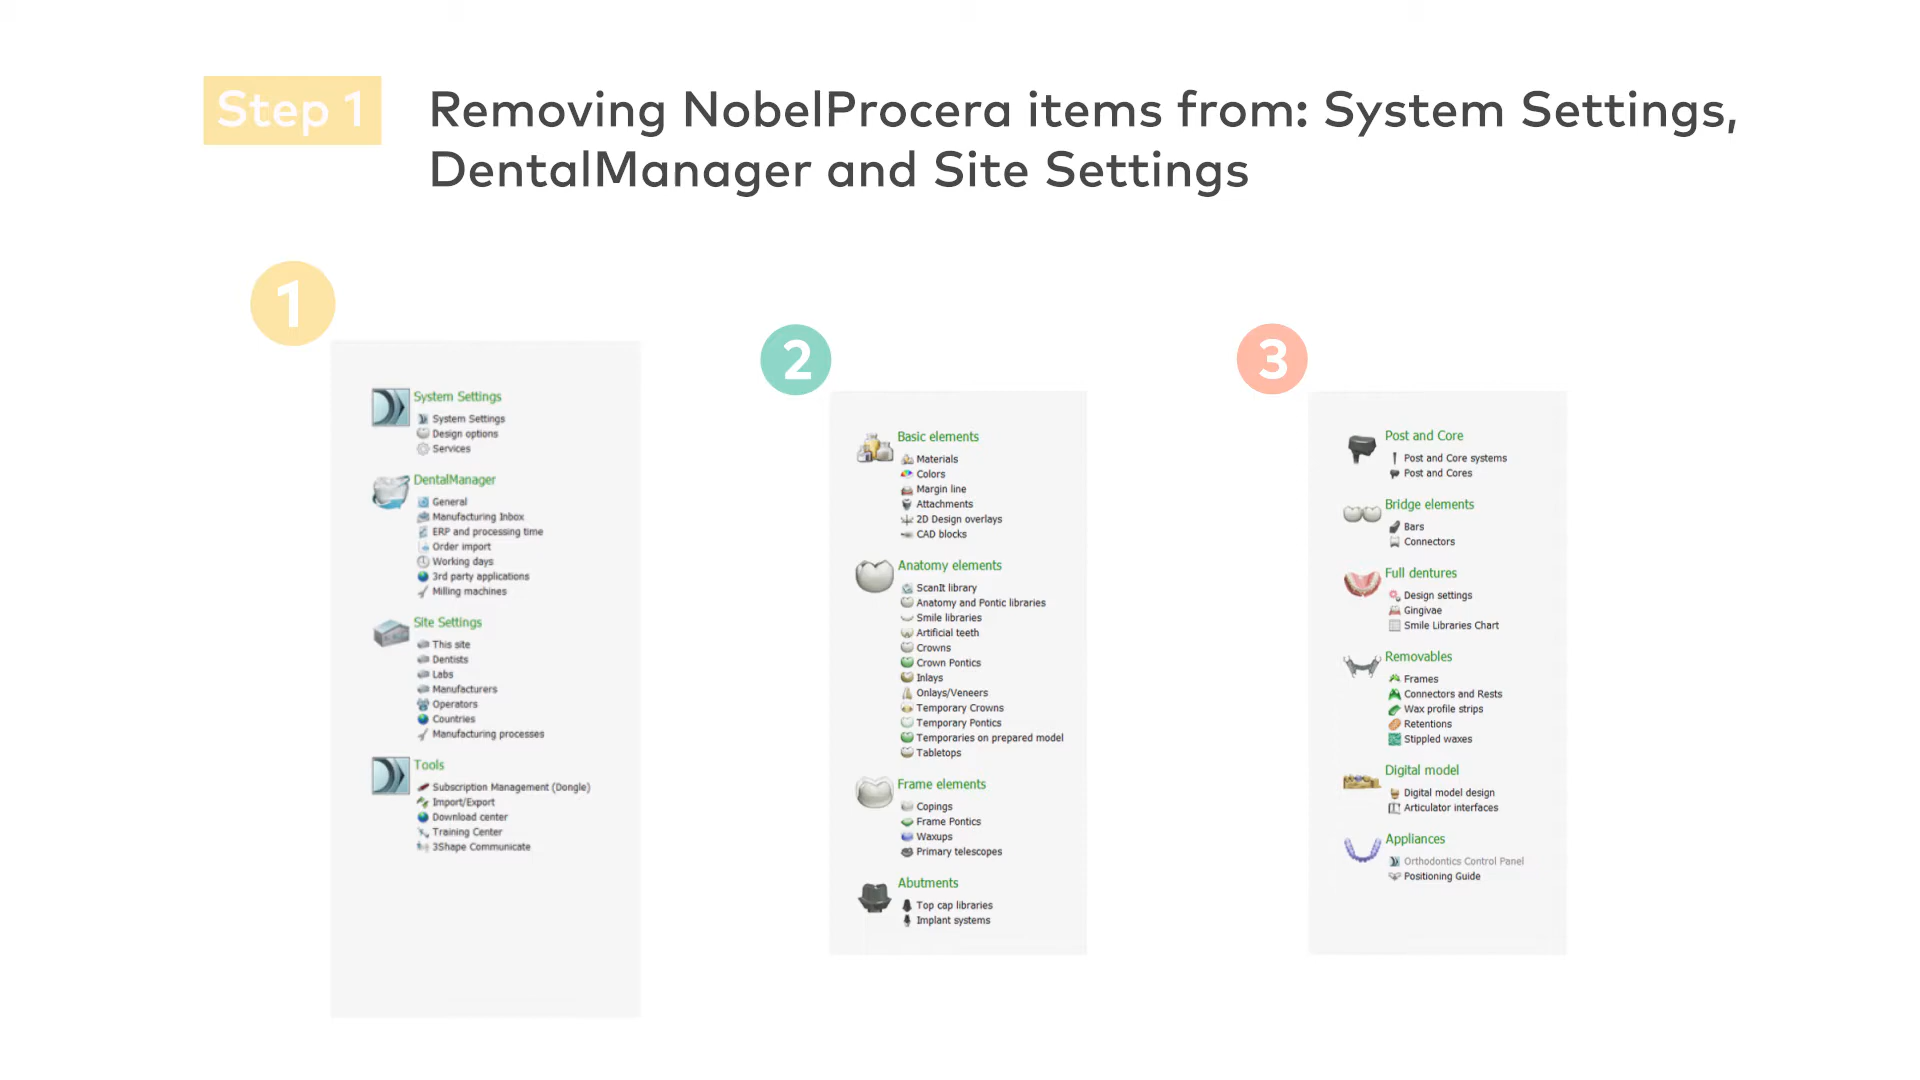 Step 1
Removing NobelProcera items from: System Settings,
DentalManager and Site Settings
1
System Settings
System Settings
Design options
Services
DentalManager
General
Manufacturing Inbox
ERP and processing time
Order import
Working days
3rd party applications
Milling machines
Site Settings
This site
Dentists
Labs
Manufacturers
Operators
Countries
Manufacturing processes
Tools
Subscription Management (Dongle)
Import/Export
Download center
Training Center
3Shape Communicate
2
Basic elements
Materials
Colors
Margin line
Attachments
2D Design overlays
CAD blocks
Anatomy elements
ScanIt library
Anatomy and Pontic libraries
Smile libraries
Artificial teeth
Crowns
Crown Pontics
Inlays
Onlays/Veneers
Temporary Crowns
Temporary Pontics
Temporaries on prepared model
Tabletops
Frame elements
Copings
Frame Pontics
Waxups
Primary telescopes
Abutments
Top cap libraries
Implant systems
3
Post and Core
Post and Core systems
Post and Cores
Bridge elements
Bars
Connectors
Full dentures
Design settings
Gingivae
Smile Libraries Chart
Removables
Frames
Connectors and Rests
Wax profile strips
Retentions
Stippled waxes
Digital model
Digital model design
Articulator interfaces
Appliances
Orthodontics Control Panel
Positioning Guide